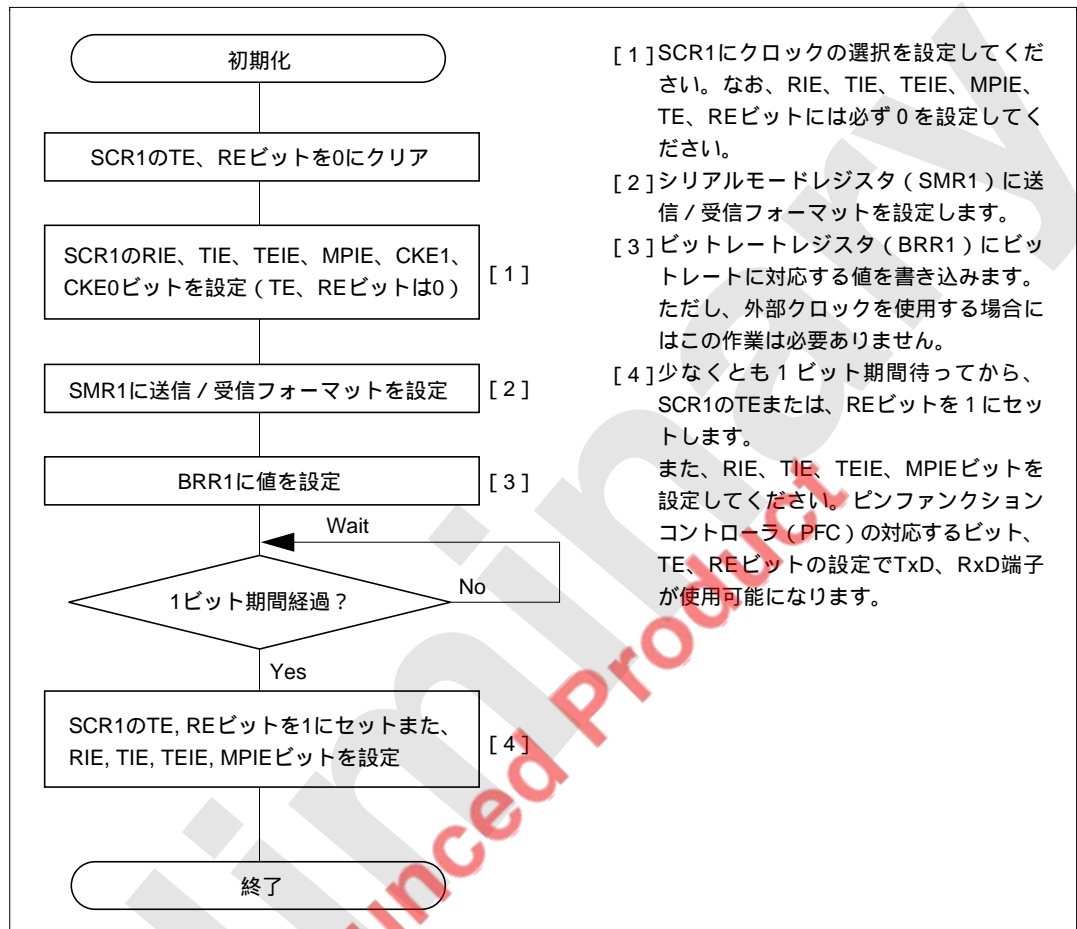 初期化
SCR1のTE、REビットを0にクリア
SCR1のRIE、TIE、TEIE、MPIE、CKE1、
CKE0ビットを設定（TE、REビットは0）
[ 1 ]
SMR1に送信 / 受信フォーマットを設定
[ 2 ]
BRR1に値を設定
[ 3 ]
Wait
1ビット期間経過？
No
Yes
SCR1のTE, REビットを1にセットまた、
RIE, TIE, TEIE, MPIEビットを設定
[ 4 ]
終了
[ 1 ]SCR1にクロックの選択を設定してくだ
さい。なお、RIE、TIE、TEIE、MPIE、
TE、REビットには必ず 0 を設定してく
ださい。
[ 2 ]シリアルモードレジスタ（SMR1）に送
信 / 受信フォーマットを設定します。
[ 3 ]ビットレートレジスタ（BRR1）にビッ
トレートに対応する値を書き込みます。
ただし、外部クロックを使用する場合に
はこの作業は必要ありません。
[ 4 ]少なくとも 1 ビット期間待ってから、
SCR1のTEまたは、REビットを 1 にセッ
トします。
また、RIE、TIE、TEIE、MPIEビットを
設定してください。ピンファンクション
コントローラ（PFC）の対応するビット、
TE、REビットの設定でTxD、RxD端子
が使用可能になります。
unced Product
liminary